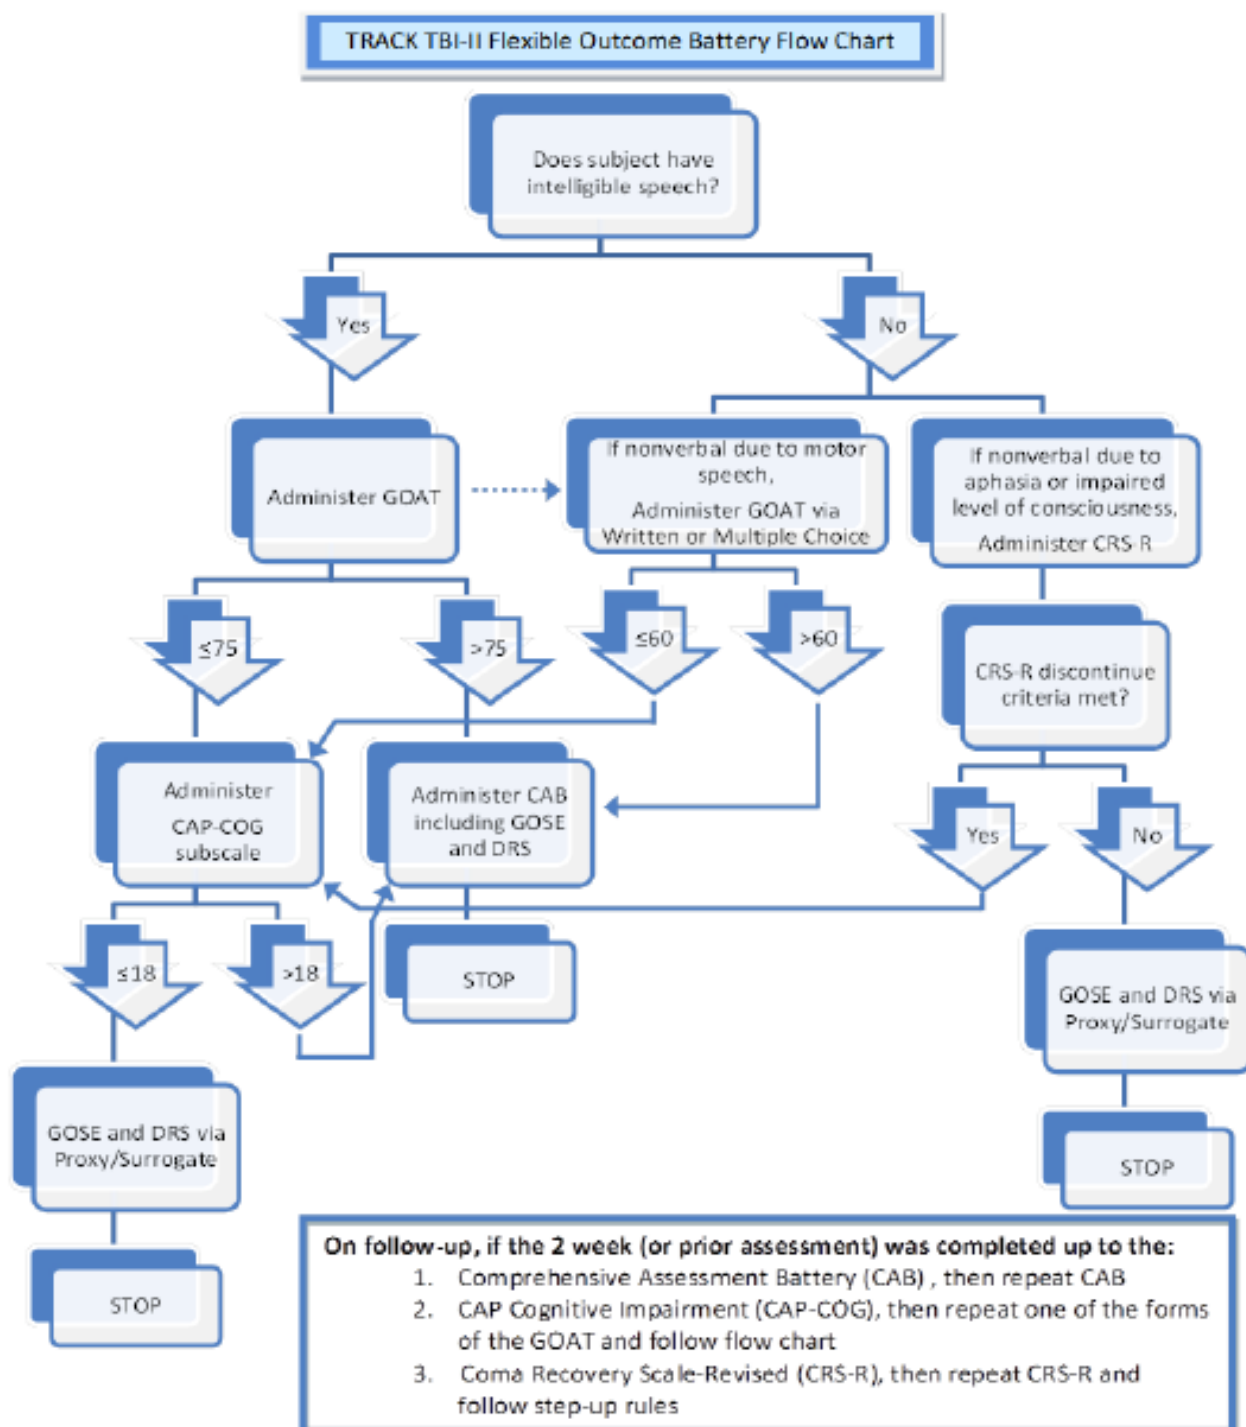 TRACK TBI-II Flexible Outcome Battery Flow Chart
Does subject have
intelligible speech?
Yes
No
Administer GOAT
If nonverbal due to motor
speech,
Administer GOAT via
Written or Multiple Choice
If nonverbal due to
aphasia or impaired
level of consciousness,
Administer CRS-R
≤75
>75
≤60
>60
CRS-R discontinue
criteria met?
Administer
CAP-COG
subscale
Administer CAB
including GOSE
and DRS
Yes
No
≤18
>18
STOP
GOSE and DRS via
Proxy/Surrogate
GOSE and DRS via
Proxy/Surrogate
STOP
STOP
On follow-up, if the 2 week (or prior assessment) was completed up to the:
1. Comprehensive Assessment Battery (CAB) , then repeat CAB
2. CAP Cognitive Impairment (CAP-COG), then repeat one of the forms
of the GOAT and follow flow chart
3. Coma Recovery Scale-Revised (CRS-R), then repeat CRS-R and
follow step-up rules